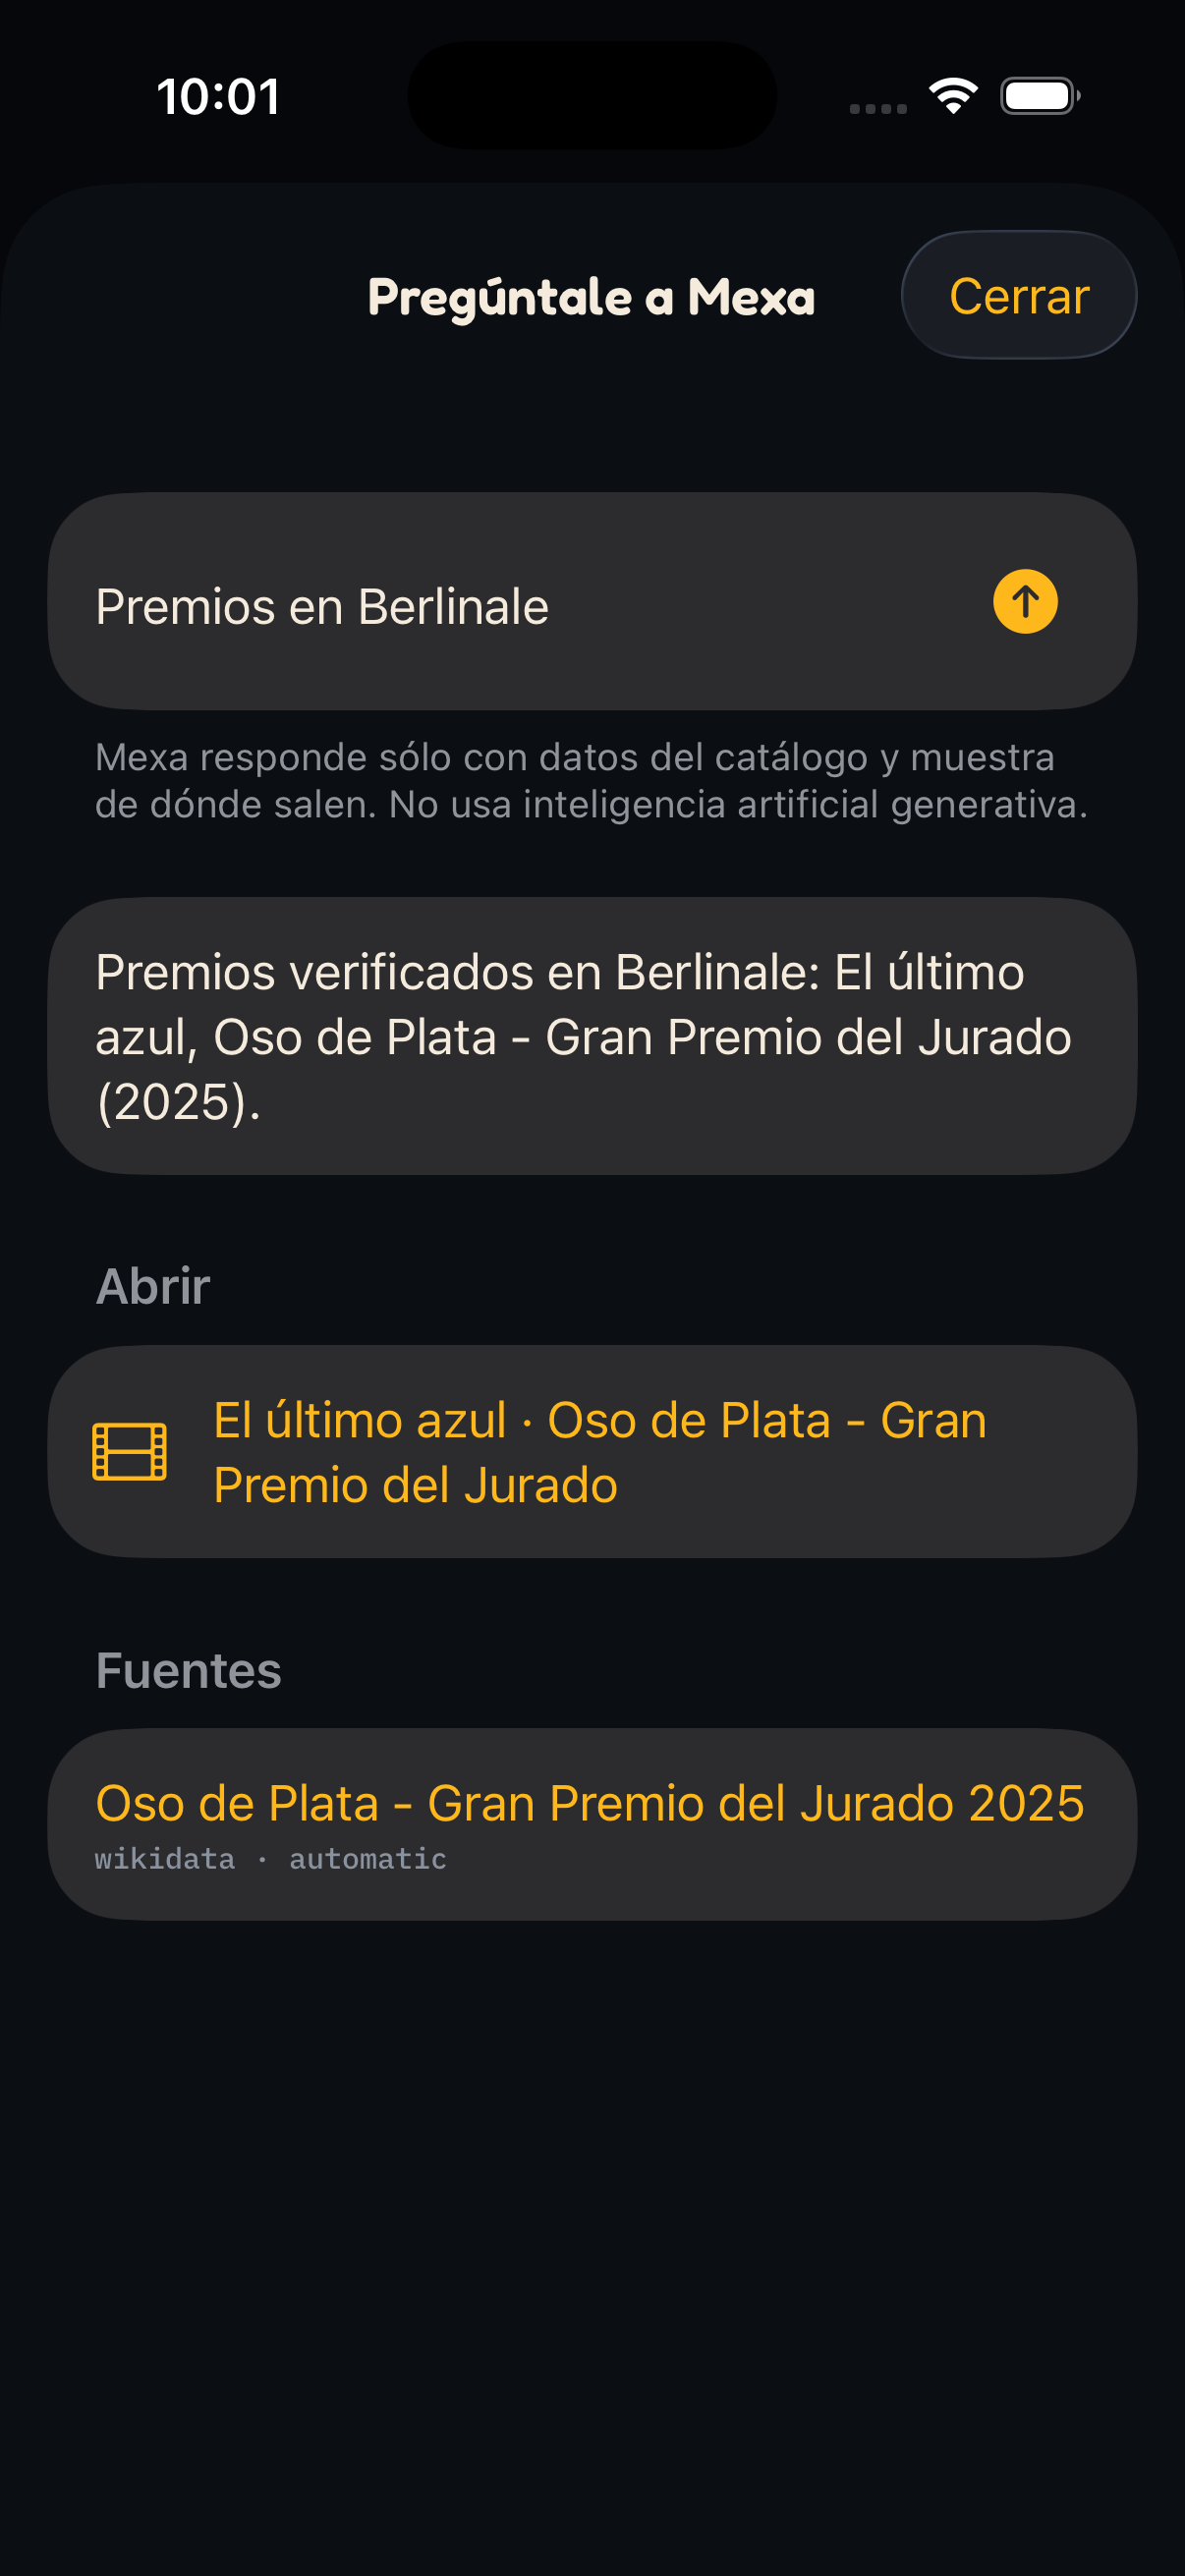 10:01
Pregúntale a Mexa
Cerrar
Premios en Berlinale
Mexa responde sólo con datos del catálogo y muestra
de dónde salen. No usa inteligencia artificial generativa.
Premios verificados en Berlinale: El último
azul, Oso de Plata - Gran Premio del Jurado
(2025).
Abrir
El último azul · Oso de Plata - Gran
Premio del Jurado
Fuentes
Oso de Plata - Gran Premio del Jurado 2025
wikidata · automatic